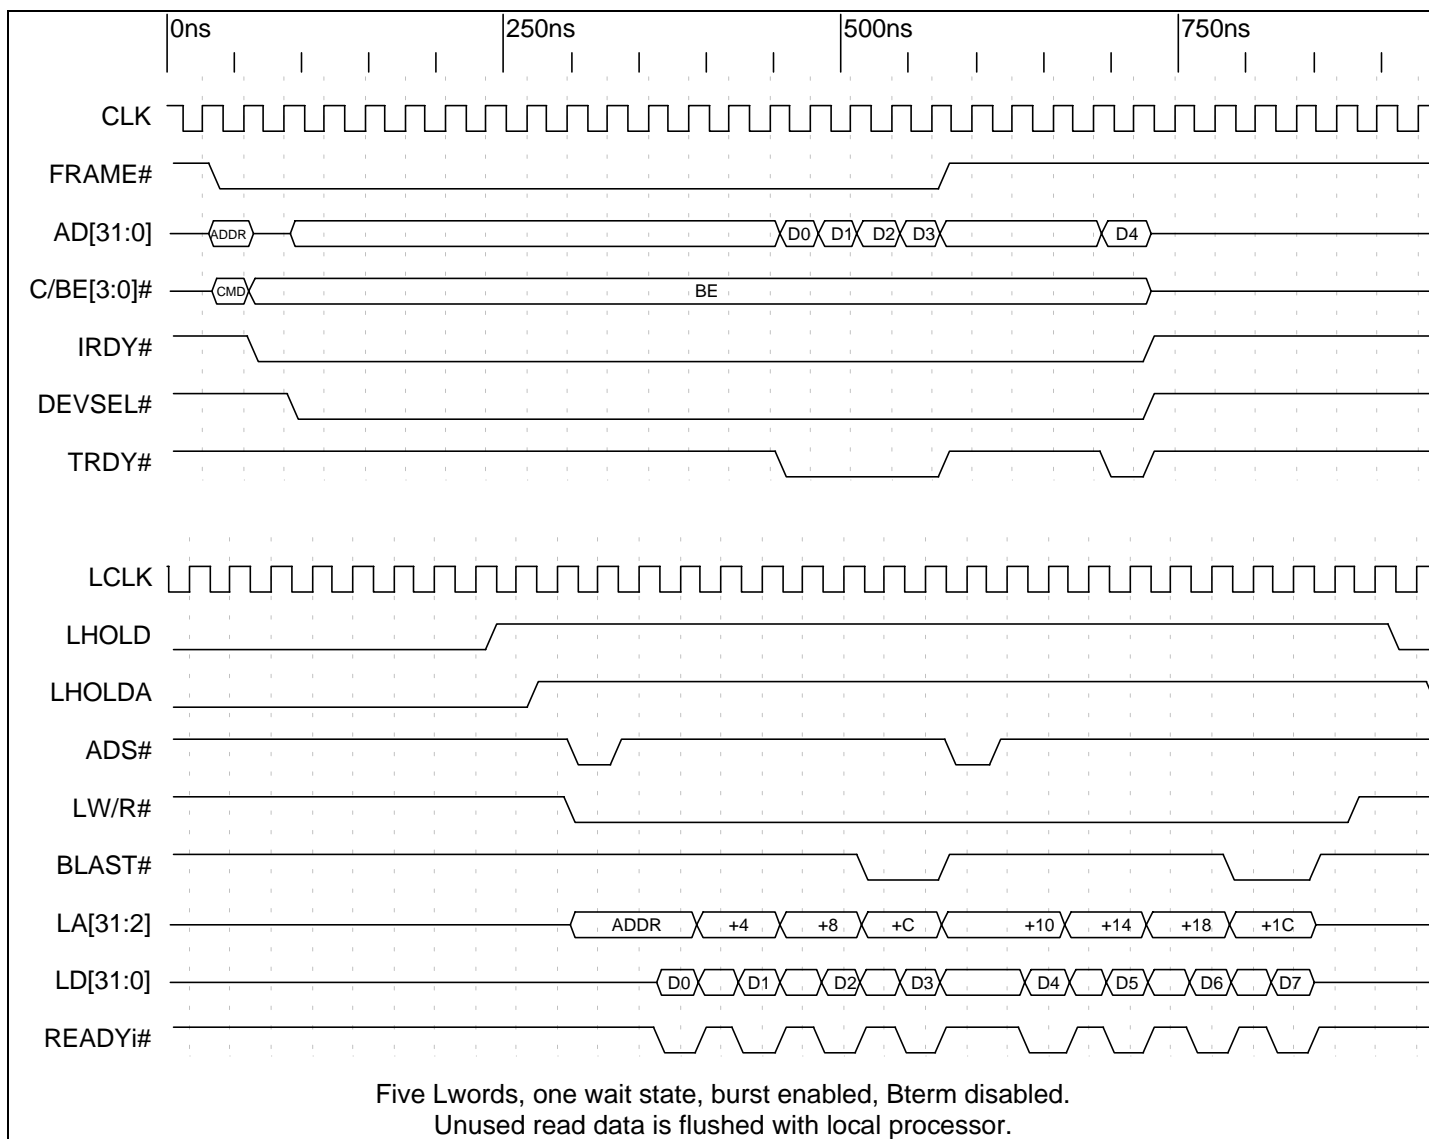 0ns 250ns 500ns 750ns
CLK
FRAME#
AD[31:0] ADDR D0 D1 D2 D3 D4
C/BE[3:0]# CMD BE
IRDY#
DEVSEL#
TRDY#
LCLK
LHOLD
LHOLDA
ADS#
LW/R#
BLAST#
LA[31:2] ADDR +4 +8 +C +10 +14 +18 +1C
LD[31:0] D0 D1 D2 D3 D4 D5 D6 D7
READYi#
Five Lwords, one wait state, burst enabled, Bterm disabled.
Unused read data is flushed with local processor.